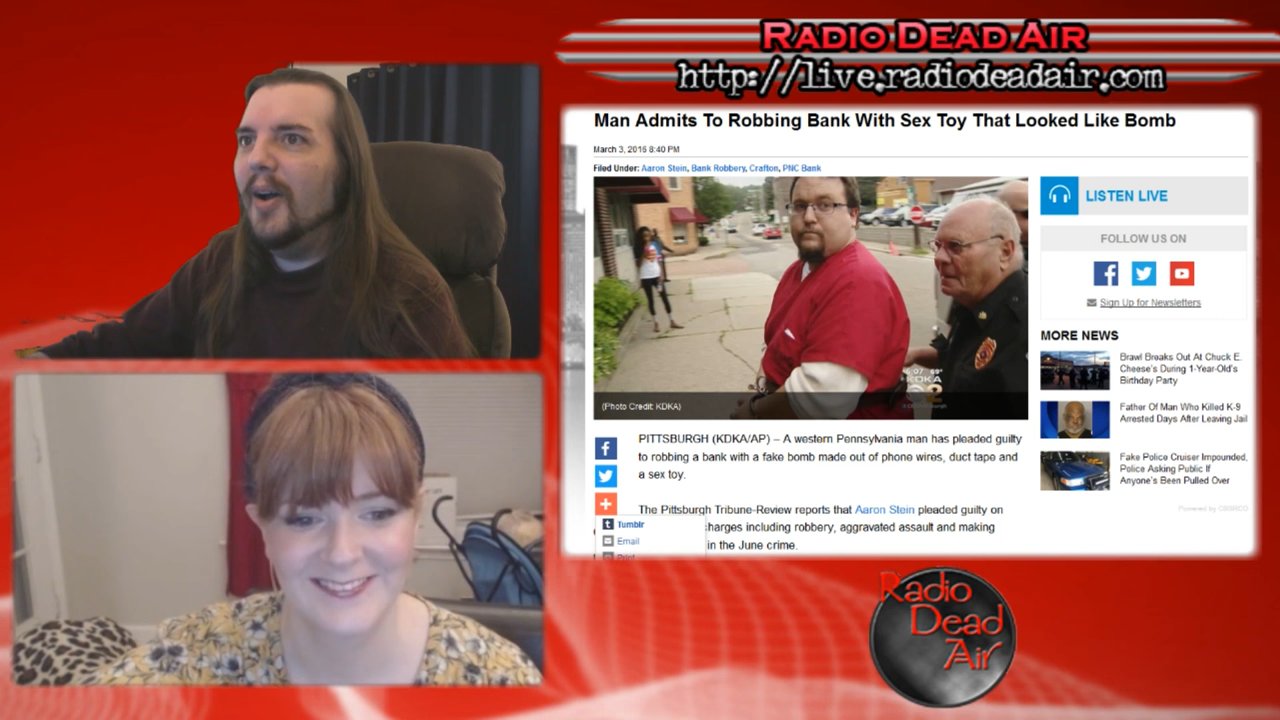 Radio Dead Air
http://live.radiodeadair.com
Man Admits To Robbing Bank With Sex Toy That Looked Like Bomb
March 3, 2016 8:40 PM
Filed Under: Aaron Stein, Bank Robbery, Crafton, PNC Bank
LISTEN LIVE
FOLLOW US ON
Sign Up for Newsletters
MORE NEWS
Brawl Breaks Out At Chuck E.
Cheese's During 1-Year-Old's
Birthday Party
Father Of Man Who Killed K-9
Arrested Days After Leaving Jail
Fake Police Cruiser Impounded,
Police Asking Public If
Anyone's Been Pulled Over
Powered by
KDKA
(Photo Credit: KDKA)
PITTSBURGH (KDKA/AP) – A western Pennsylvania man has pleaded guilty
to robbing a bank with a fake bomb made out of phone wires, duct tape and
a sex toy.
The Pittsburgh Tribune-Review reports that Aaron Stein pleaded guilty on
charges including robbery, aggravated assault and making
in the June crime.
Tumblr
Email
Print
Radio
Dead
Air